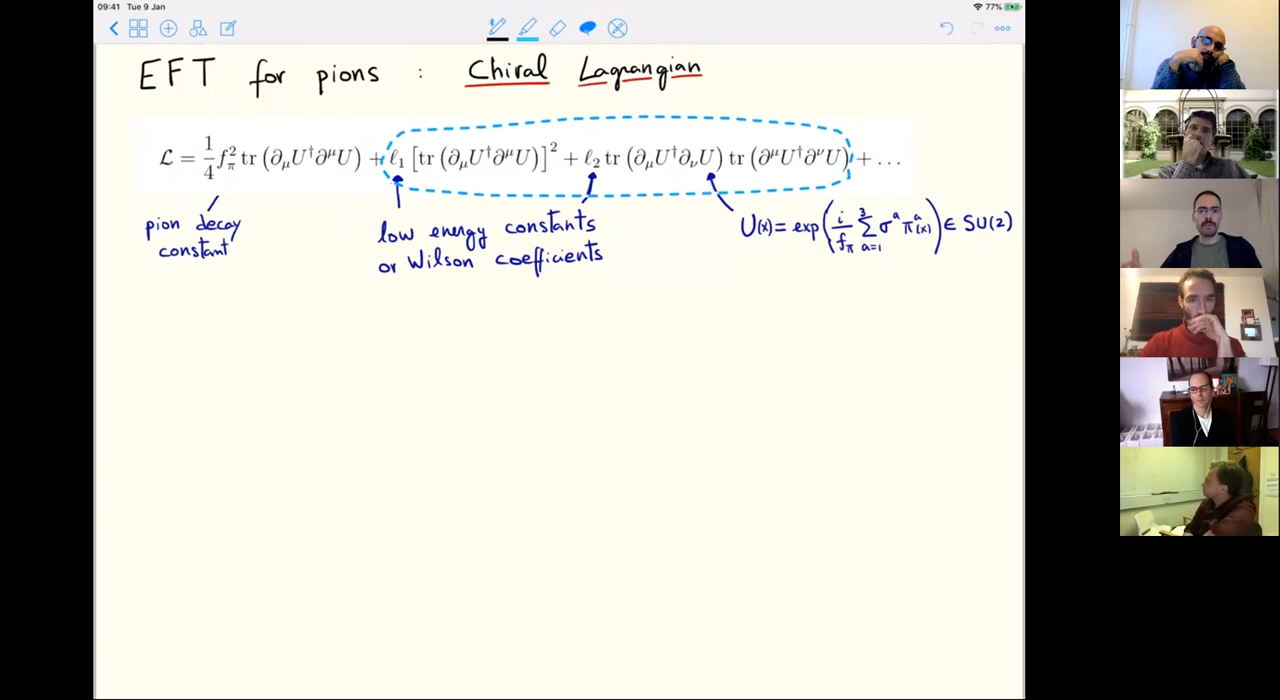 09:41 Tue 9 Jan
77%
EFT for pions : Chiral Lagrangian
ℒ = 1/4 f_π² tr (∂_μU†∂^μU) + ℓ₁ [tr (∂_μU†∂^μU)]² + ℓ₂ tr (∂_μU†∂_νU) tr (∂^μU†∂^νU) + ...
pion decay
constant
low energy constants
or Wilson coefficients
U(x) = exp(i/f_π Σ_{a=1}^{3} σ^a π^a(x)) ∈ SU(2)